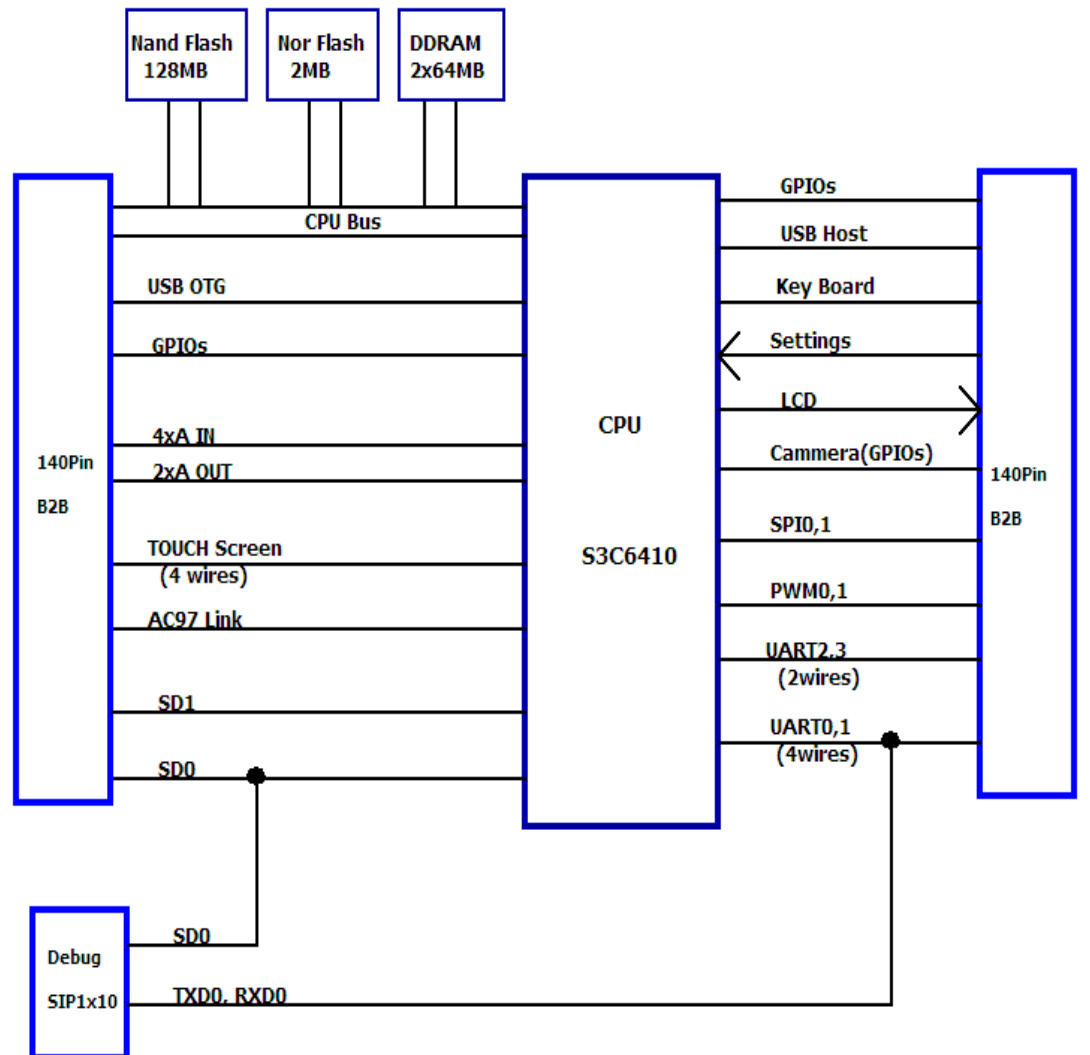 Nand Flash
128MB
Nor Flash
2MB
DDRAM
2x64MB
CPU Bus
USB OTG
GPIOs
4xA IN
2xA OUT
TOUCH Screen
(4 wires)
AC97 Link
SD1
SD0
140Pin
B2B
CPU
S3C6410
GPIOs
USB Host
Key Board
Settings
LCD
Cammera(GPIOs)
SPI0,1
PWM0,1
UART2,3
(2wires)
UART0,1
(4wires)
140Pin
B2B
Debug
SIP1x10
SD0
TXD0, RXD0